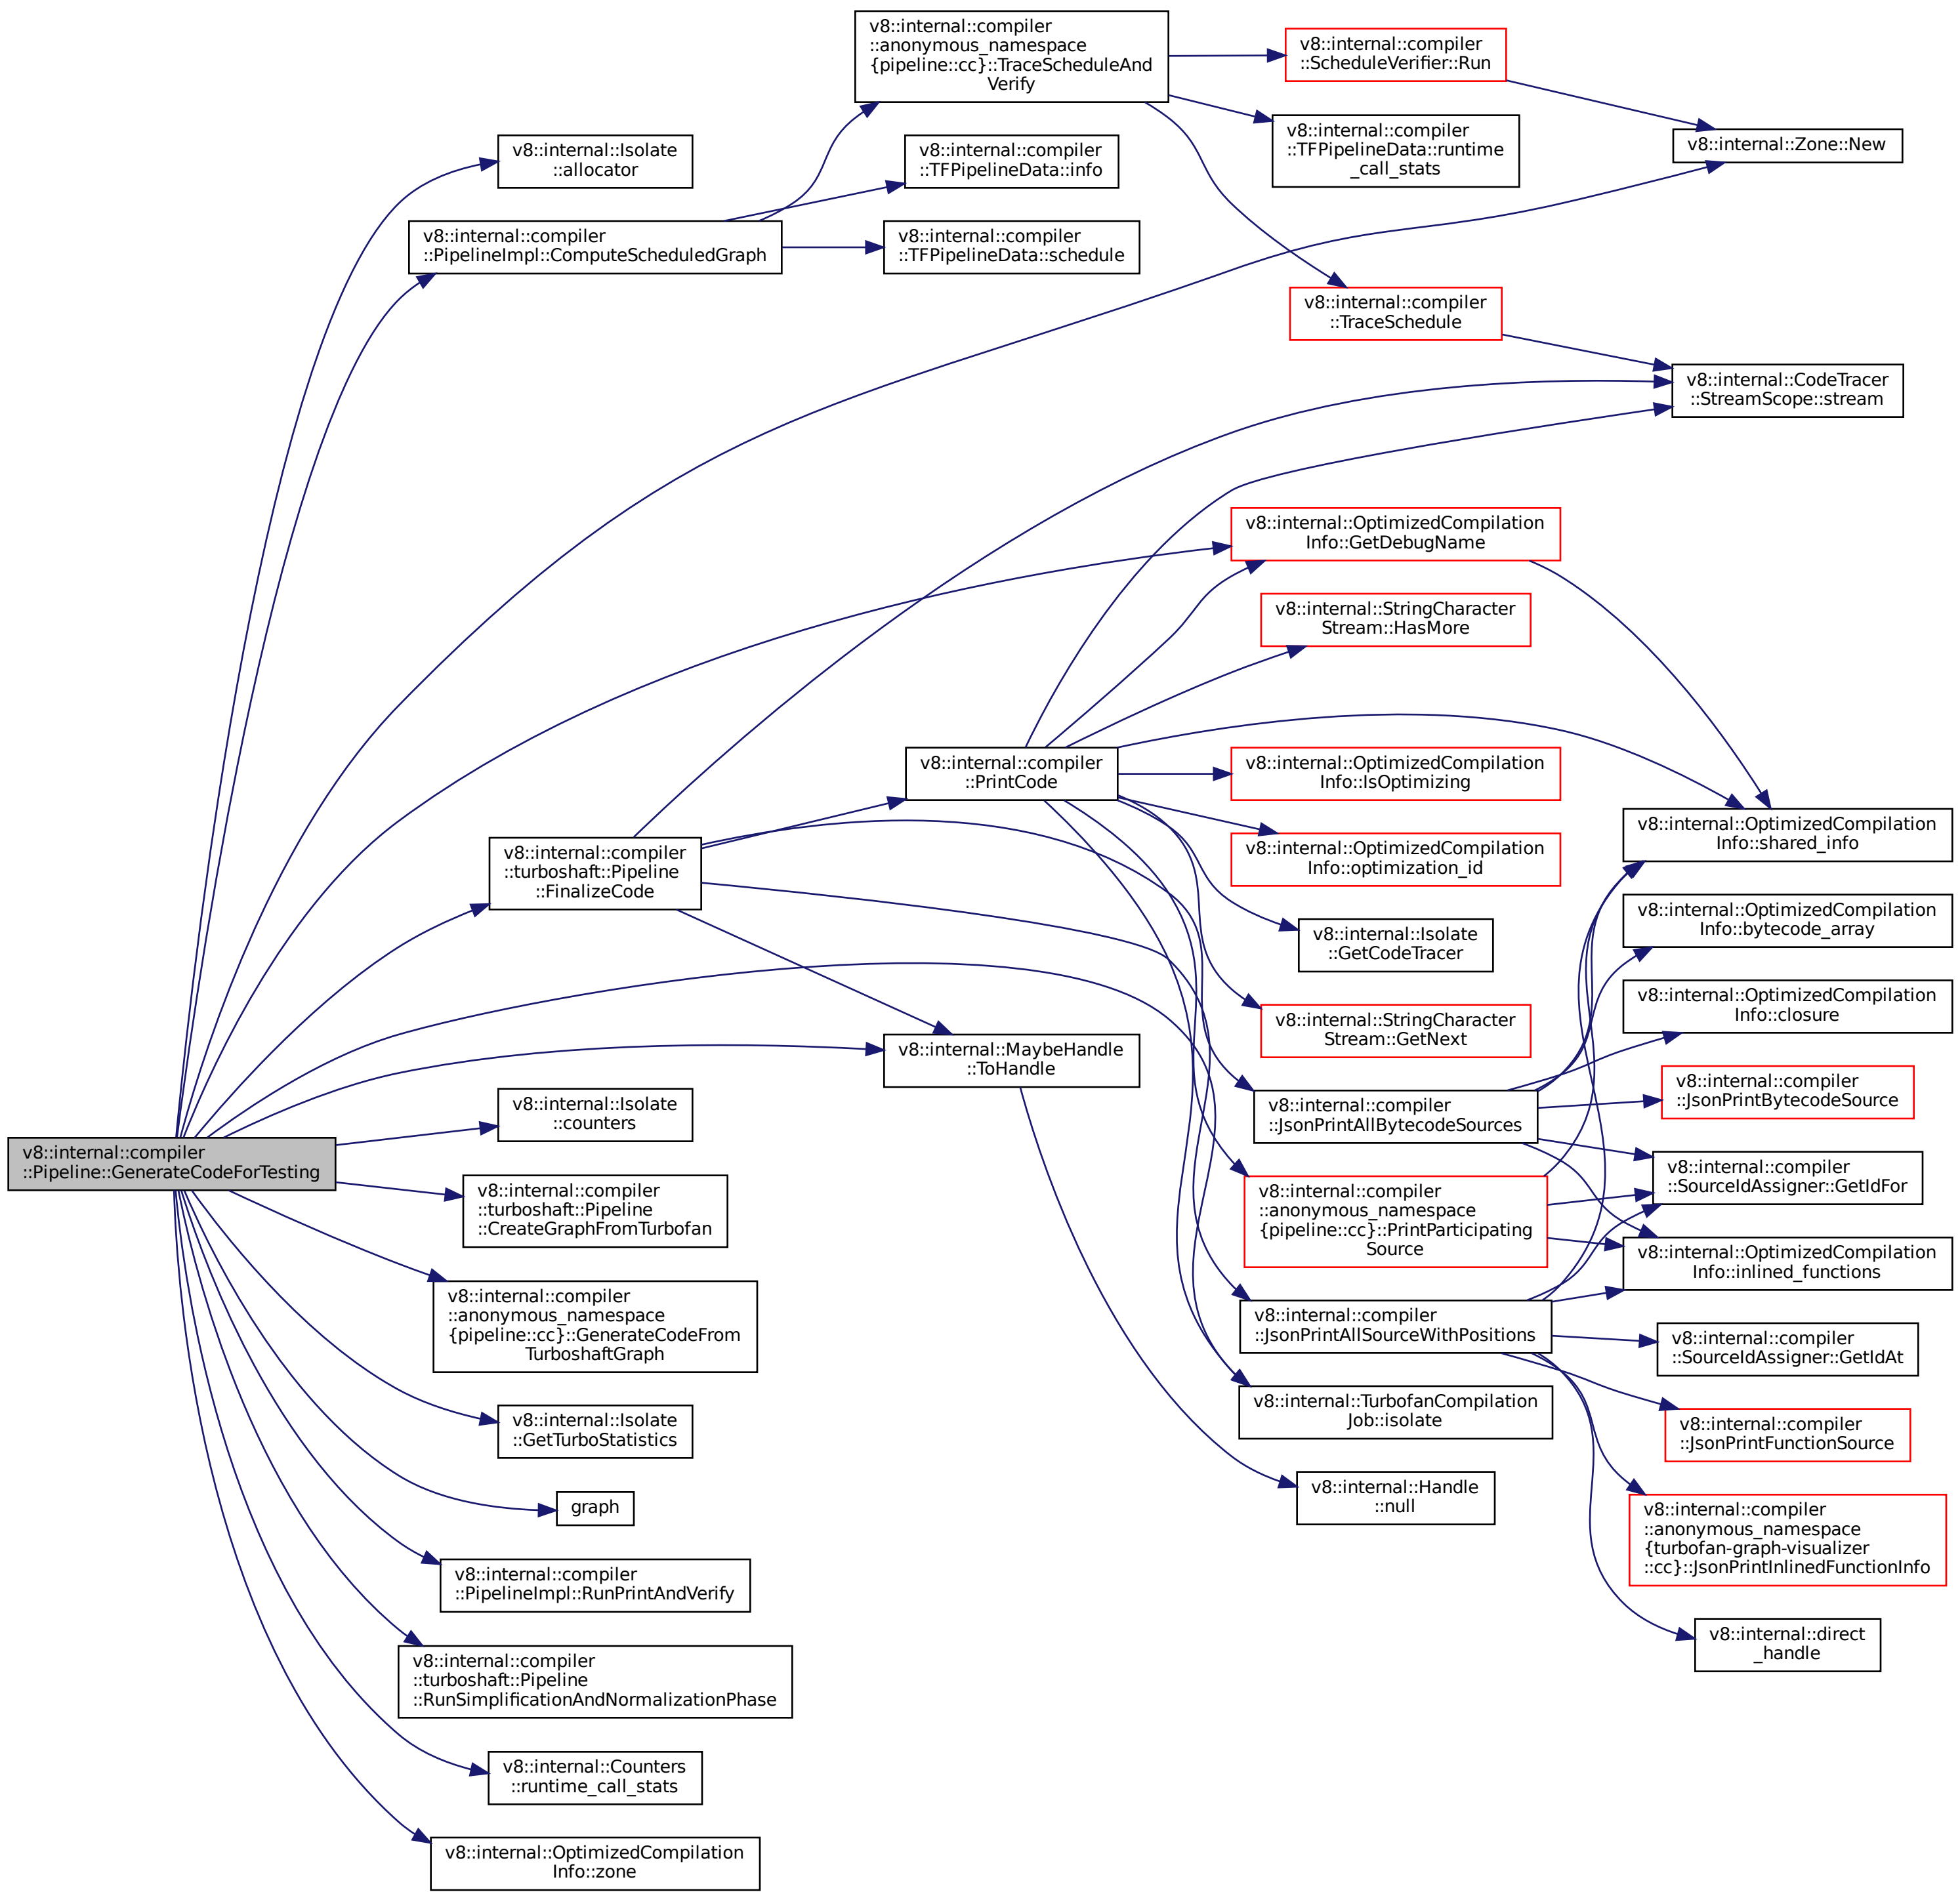 v8::internal::compiler
::anonymous_namespace
{pipeline::cc}::TraceScheduleAnd
Verify
v8::internal::compiler
::ScheduleVerifier::Run
v8::internal::compiler
::TFPipelineData::runtime
_call_stats
v8::internal::Zone::New
v8::internal::Isolate
::allocator
v8::internal::compiler
::TFPipelineData::info
v8::internal::compiler
::PipelineImpl::ComputeScheduledGraph
v8::internal::compiler
::TFPipelineData::schedule
v8::internal::compiler
::TraceSchedule
v8::internal::CodeTracer
::StreamScope::stream
v8::internal::OptimizedCompilation
Info::GetDebugName
v8::internal::StringCharacter
Stream::HasMore
v8::internal::compiler
::PrintCode
v8::internal::OptimizedCompilation
Info::IsOptimizing
v8::internal::OptimizedCompilation
Info::shared_info
v8::internal::compiler
::turboshaft::Pipeline
::FinalizeCode
v8::internal::OptimizedCompilation
Info::optimization_id
v8::internal::OptimizedCompilation
Info::bytecode_array
v8::internal::Isolate
::GetCodeTracer
v8::internal::OptimizedCompilation
Info::closure
v8::internal::StringCharacter
Stream::GetNext
v8::internal::MaybeHandle
::ToHandle
v8::internal::compiler
::JsonPrintBytecodeSource
v8::internal::Isolate
::counters
v8::internal::compiler
::JsonPrintAllBytecodeSources
v8::internal::compiler
::Pipeline::GenerateCodeForTesting
v8::internal::compiler
::SourceIdAssigner::GetIdFor
v8::internal::compiler
::turboshaft::Pipeline
::CreateGraphFromTurbofan
v8::internal::compiler
::anonymous_namespace
{pipeline::cc}::PrintParticipating
Source
v8::internal::OptimizedCompilation
Info::inlined_functions
v8::internal::compiler
::anonymous_namespace
{pipeline::cc}::GenerateCodeFrom
TurboshaftGraph
v8::internal::compiler
::JsonPrintAllSourceWithPositions
v8::internal::compiler
::SourceIdAssigner::GetIdAt
v8::internal::TurbofanCompilation
Job::isolate
v8::internal::compiler
::JsonPrintFunctionSource
v8::internal::Isolate
::GetTurboStatistics
v8::internal::Handle
::null
graph
v8::internal::compiler
::anonymous_namespace
{turbofan-graph-visualizer
::cc}::JsonPrintInlinedFunctionInfo
v8::internal::compiler
::PipelineImpl::RunPrintAndVerify
v8::internal::direct
_handle
v8::internal::compiler
::turboshaft::Pipeline
::RunSimplificationAndNormalizationPhase
v8::internal::Counters
::runtime_call_stats
v8::internal::OptimizedCompilation
Info::zone